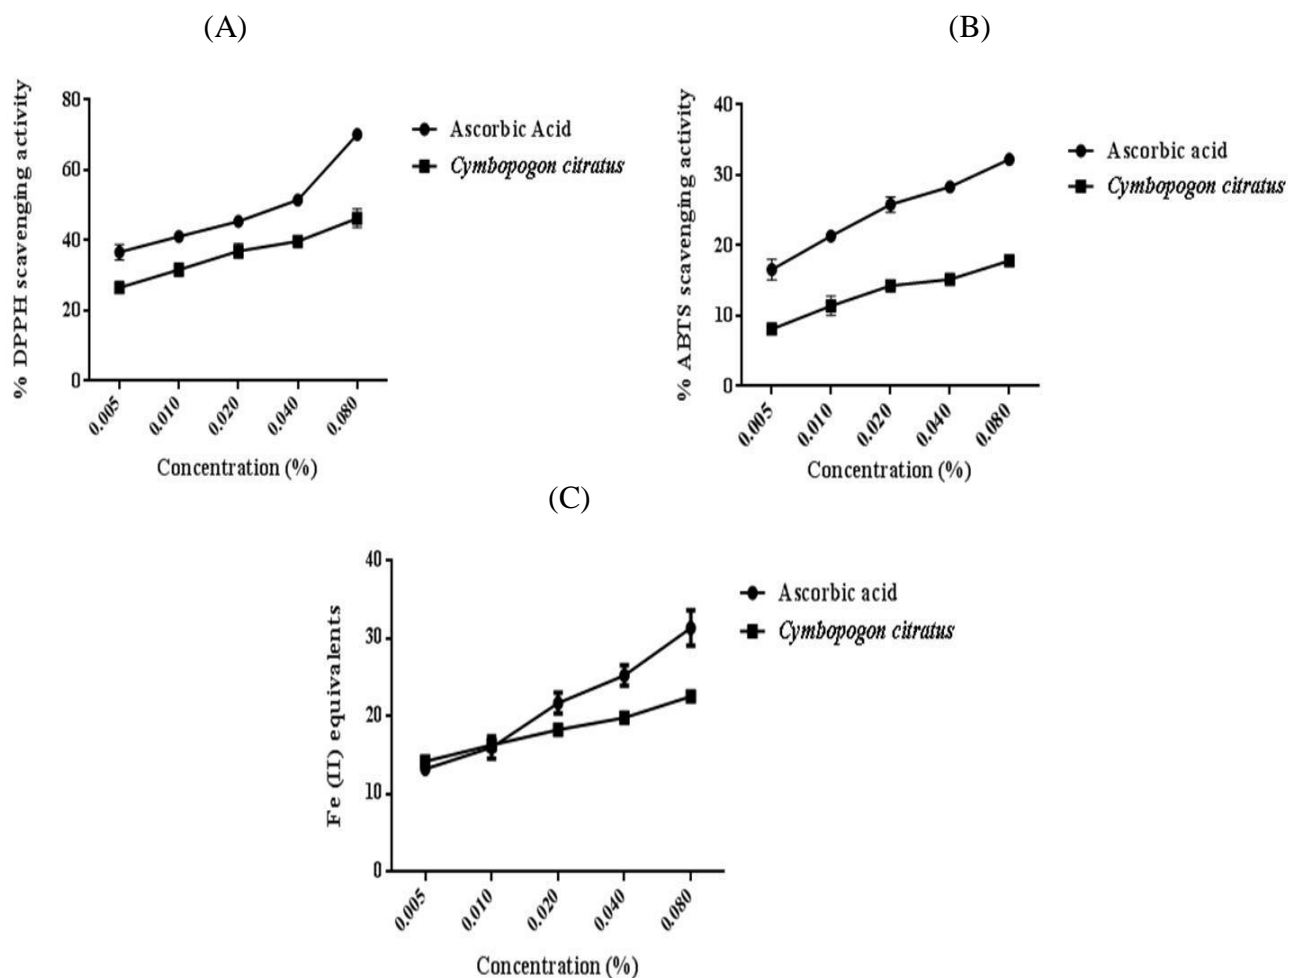 (A)
% DPPH scavenging activity
80
60
40
20
0
0.005
0.010
0.020
0.040
0.080
Concentration (%)
Ascorbic Acid
Cymbopogon citratus
(B)
% ABTS scavenging activity
40
30
20
10
0
0.005
0.010
0.020
0.040
0.080
Concentration (%)
Ascorbic acid
Cymbopogon citratus
(C)
Fe (II) equivalents
40
30
20
10
0
0.005
0.010
0.020
0.040
0.080
Concentration (%)
Ascorbic acid
Cymbopogon citratus